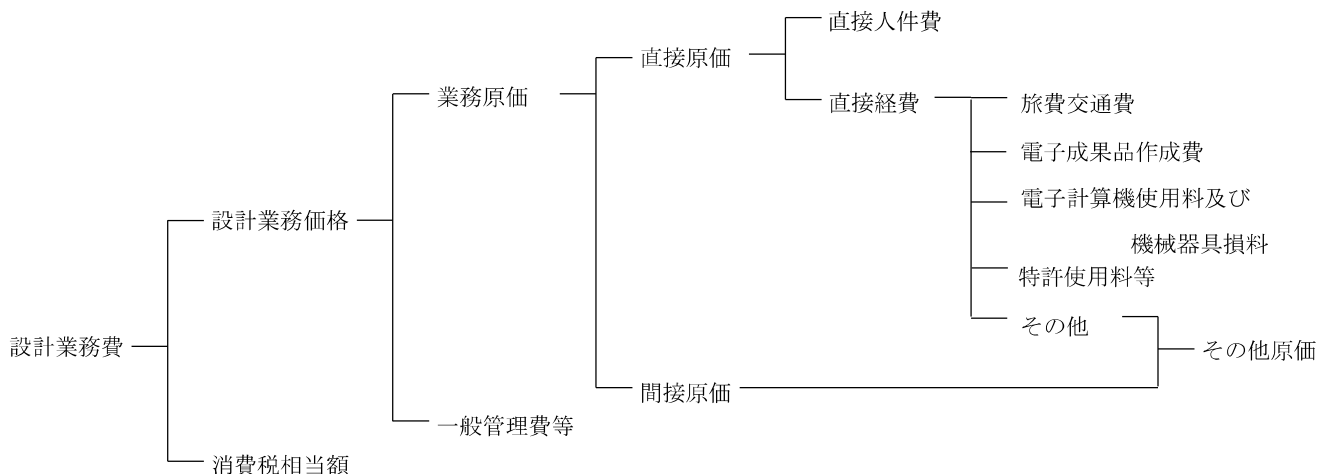 直接人件費
直接原価
業務原価
直接経費
旅費交通費
電子成果品作成費
電子計算機使用料及び
機械器具損料
設計業務価格
特許使用料等
その他
設計業務費
その他原価
間接原価
一般管理費等
消費税相当額